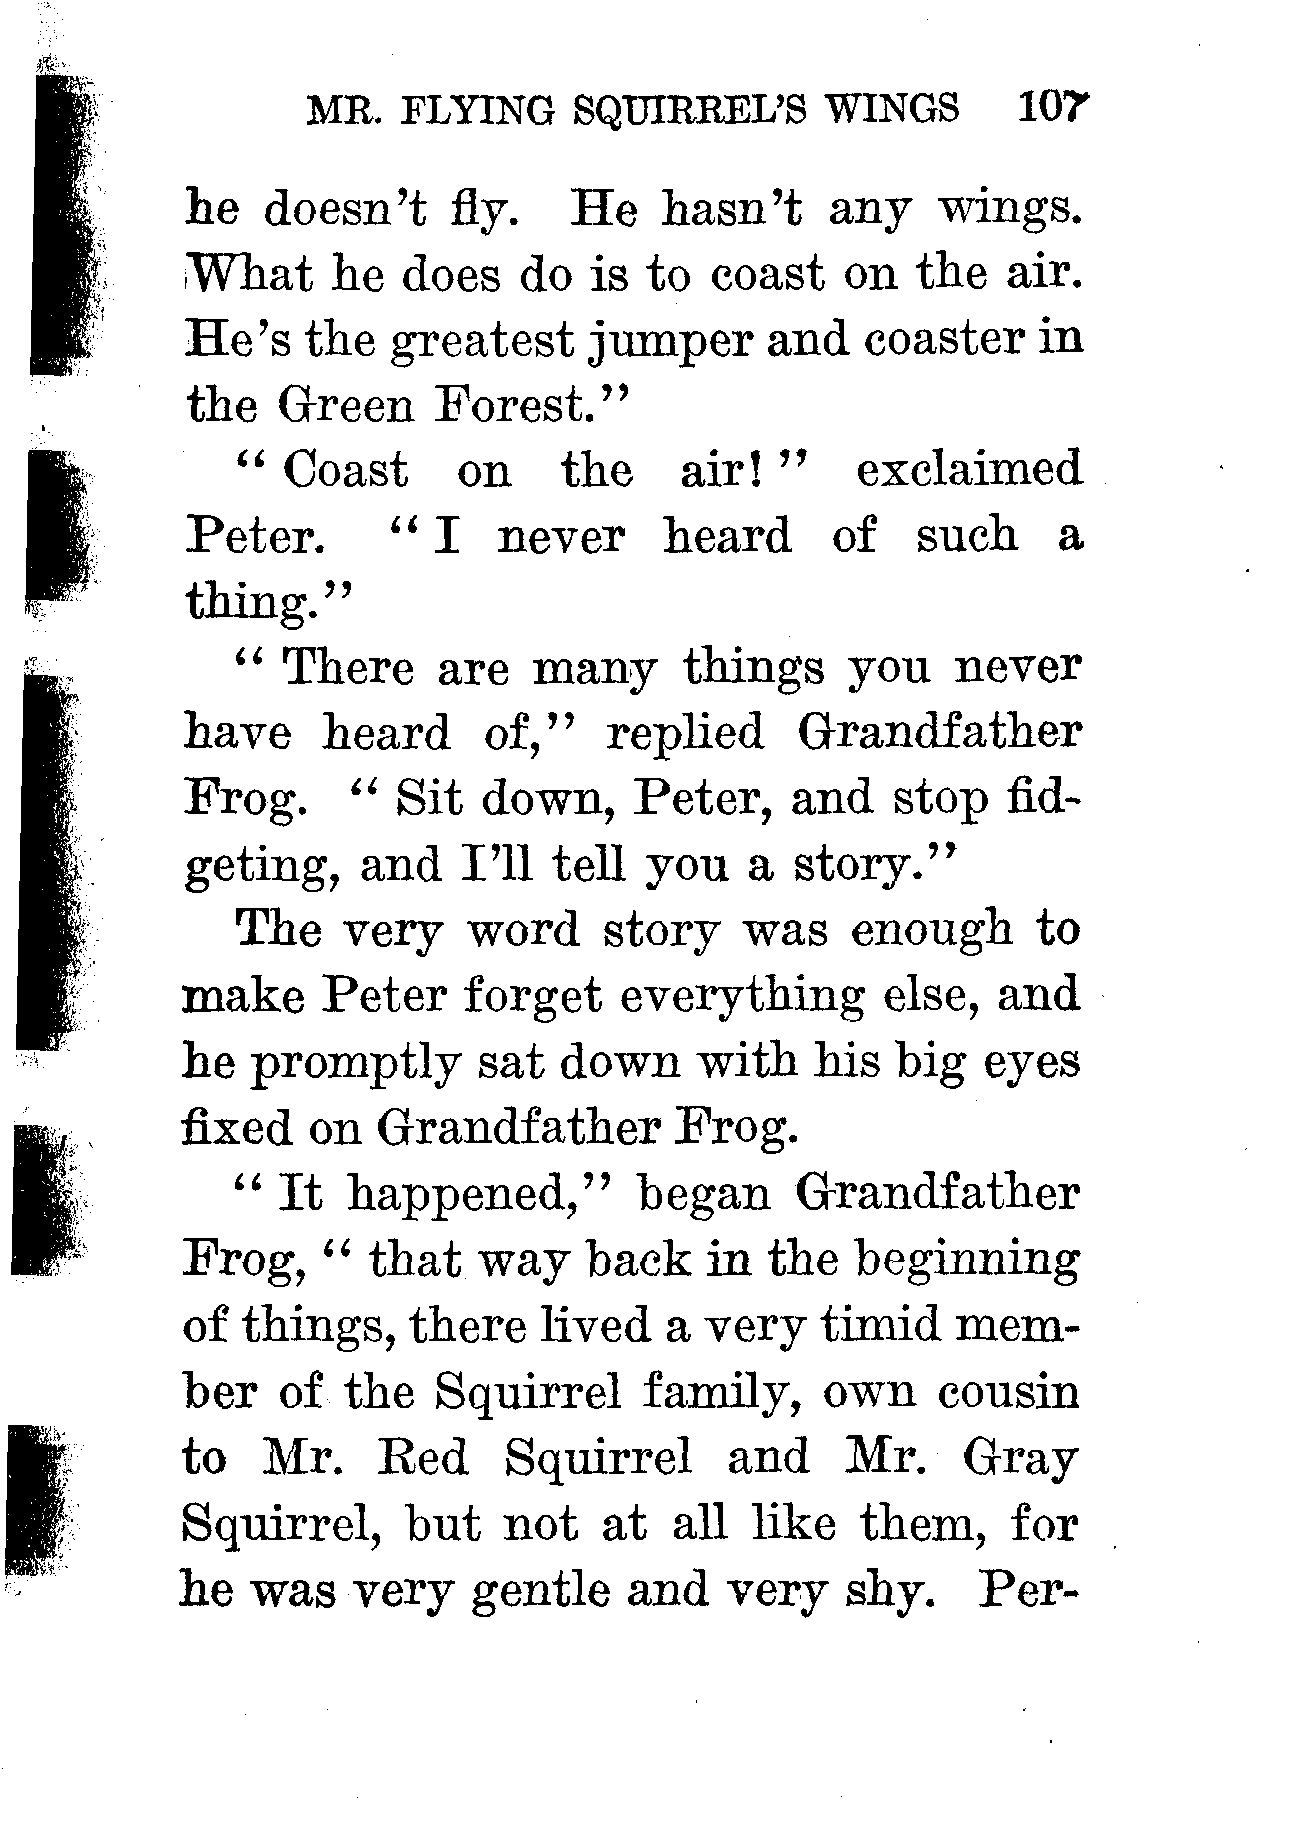 MR. FLYING SQUIRREL'S WINGS 107
he doesn't fly. He hasn't any wings.
What he does do is to coast on the air.
He's the greatest jumper and coaster in
the Green Forest."
" Coast on the air! " exclaimed
Peter. " I never heard of such a
thing."
" There are many things you never
have heard of," replied Grandfather
Frog. " Sit down, Peter, and stop fid-
geting, and I'll tell you a story."
The very word story was enough to
make Peter forget everything else, and
he promptly sat down with his big eyes
fixed on Grandfather Frog.
" It happened," began Grandfather
Frog, " that way back in the beginning
of things, there lived a very timid mem-
ber of the Squirrel family, own cousin
to Mr. Red Squirrel and Mr. Gray
Squirrel, but not at all like them, for
he was very gentle and very shy. Per-